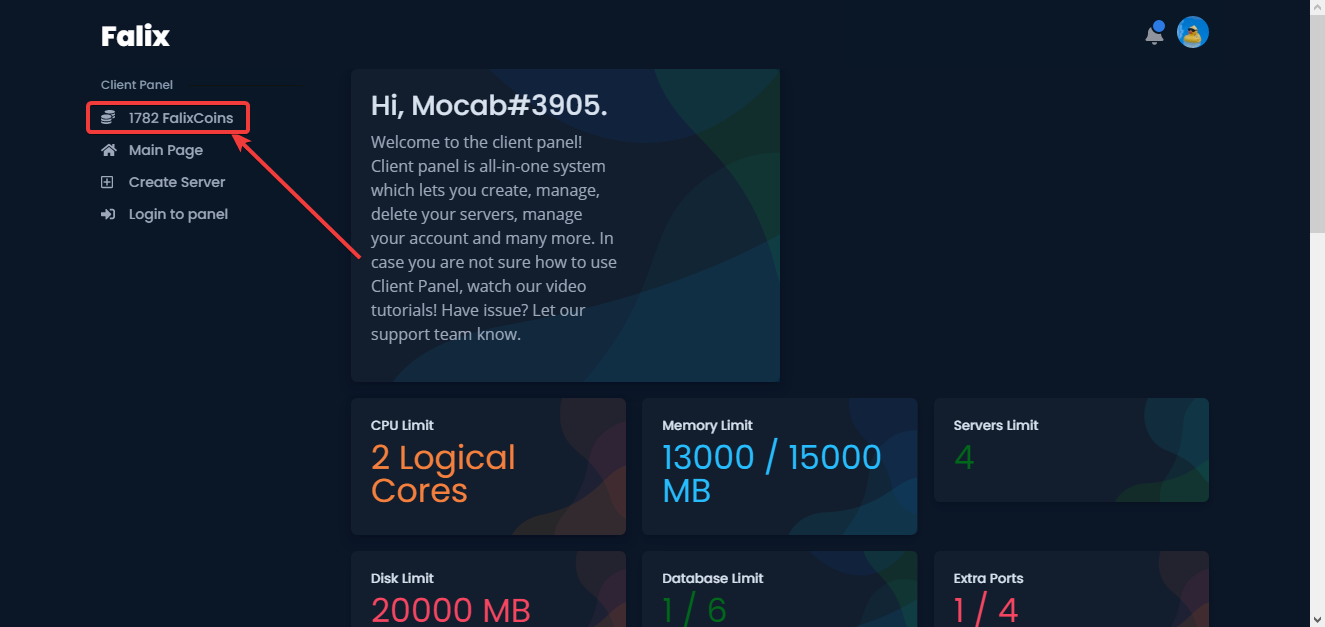 Falix
Client Panel
1782 FalixCoins
Main Page
Create Server
Login to panel
Hi, Mocab#3905.
Welcome to the client panel!
Client panel is all-in-one system
which lets you create, manage,
delete your servers, manage
your account and many more. In
case you are not sure how to use
Client Panel, watch our video
tutorials! Have issue? Let our
support team know.
CPU Limit
2 Logical
Cores
Memory Limit
13000 / 15000
MB
Servers Limit
4
Disk Limit
20000 MB
Database Limit
1 / 6
Extra Ports
1 / 4